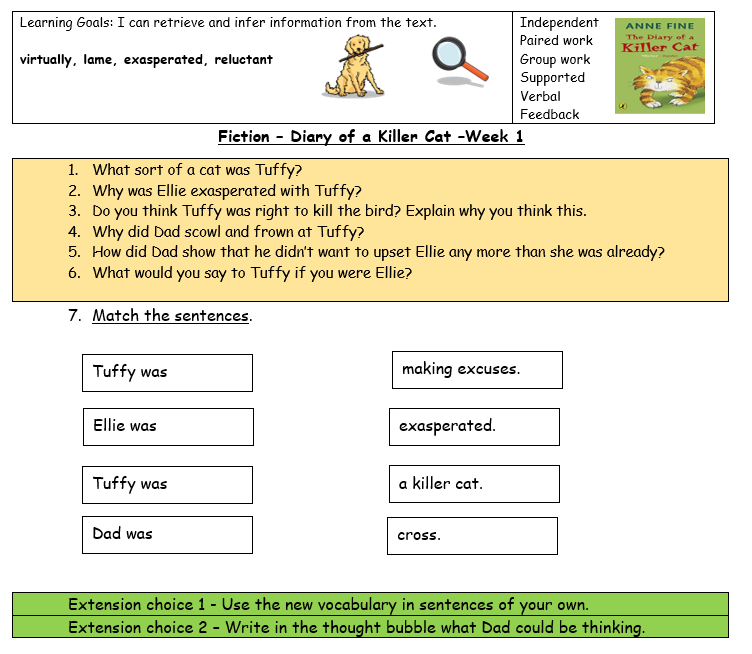 Learning Goals: I can retrieve and infer information from the text.
virtually, lame, exasperated, reluctant
Independent
Paired work
Group work
Supported
Verbal
Feedback
ANNE FINE
The Diary of a
Killer Cat
Fiction – Diary of a Killer Cat –Week 1
1. What sort of a cat was Tuffy?
2. Why was Ellie exasperated with Tuffy?
3. Do you think Tuffy was right to kill the bird? Explain why you think this.
4. Why did Dad scowl and frown at Tuffy?
5. How did Dad show that he didn't want to upset Ellie any more than she was already?
6. What would you say to Tuffy if you were Ellie?
7. Match the sentences.
Tuffy was
making excuses.
Ellie was
exasperated.
Tuffy was
a killer cat.
Dad was
cross.
Extension choice 1 - Use the new vocabulary in sentences of your own.
Extension choice 2 – Write in the thought bubble what Dad could be thinking.